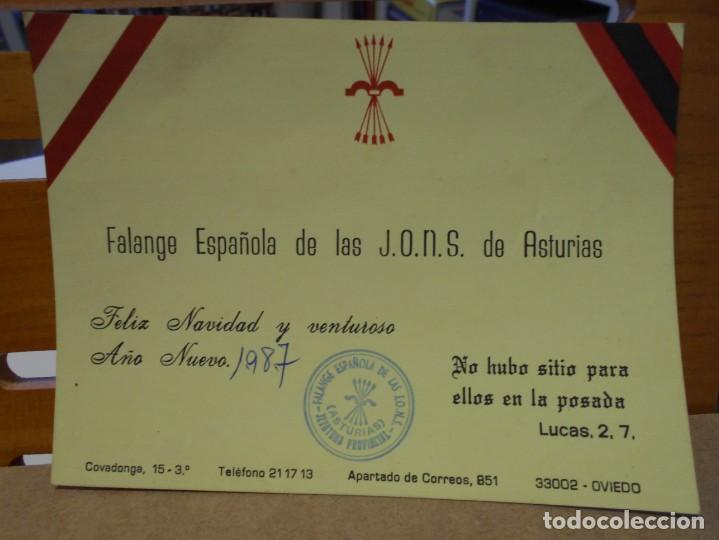 Falange Española de las J.O.N.S. de Asturias
Feliz Navidad y venturoso
Año Nuevo. 1987
FALANGE ESPAÑOLA DE LAS J.O.N.S.
(ASTURIAS)
JEFATURA PROVINCIAL
No hubo sitio para
ellos en la posada
Lucas, 2, 7,
Covadonga, 15 - 3.º Teléfono 21 17 13 Apartado de Correos, 851 33002 - OVIEDO
todocoleccion